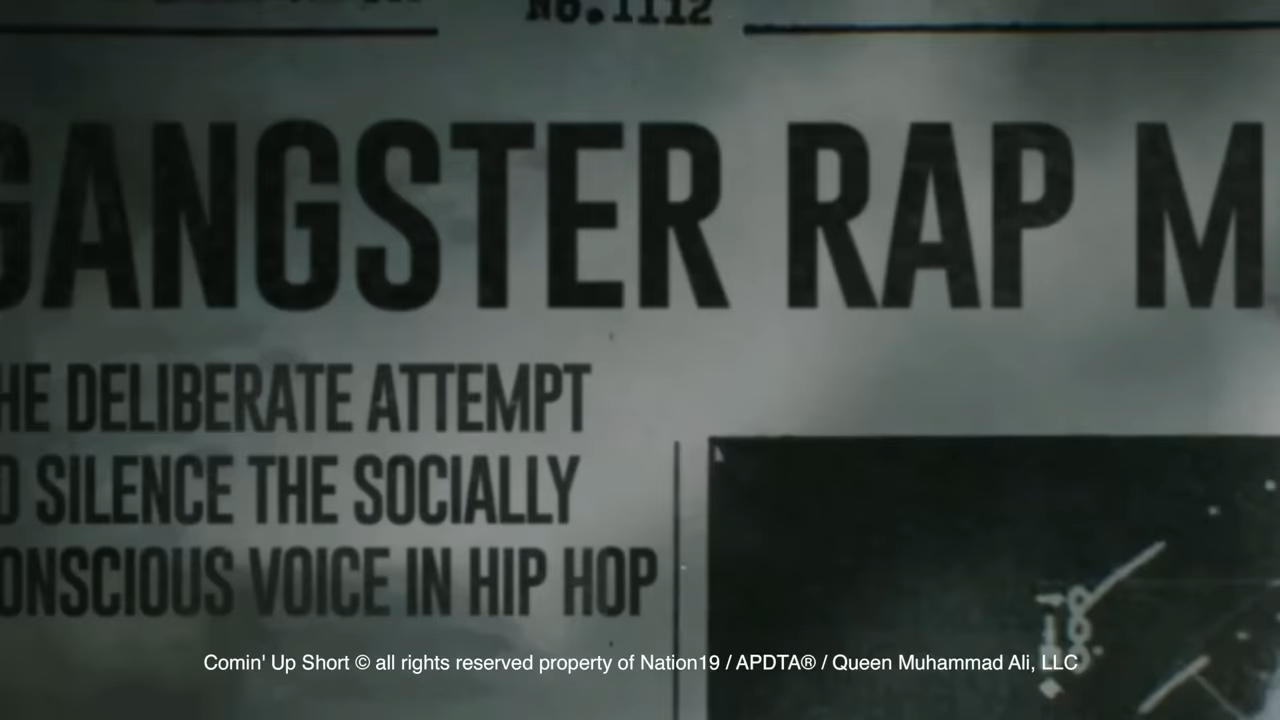 No.1112
GANGSTER RAP M
HE DELIBERATE ATTEMPT
O SILENCE THE SOCIALLY
ONSCIOUS VOICE IN HIP HOP
Comin' Up Short © all rights reserved property of Nation19 / APDTA® / Queen Muhammad Ali, LLC